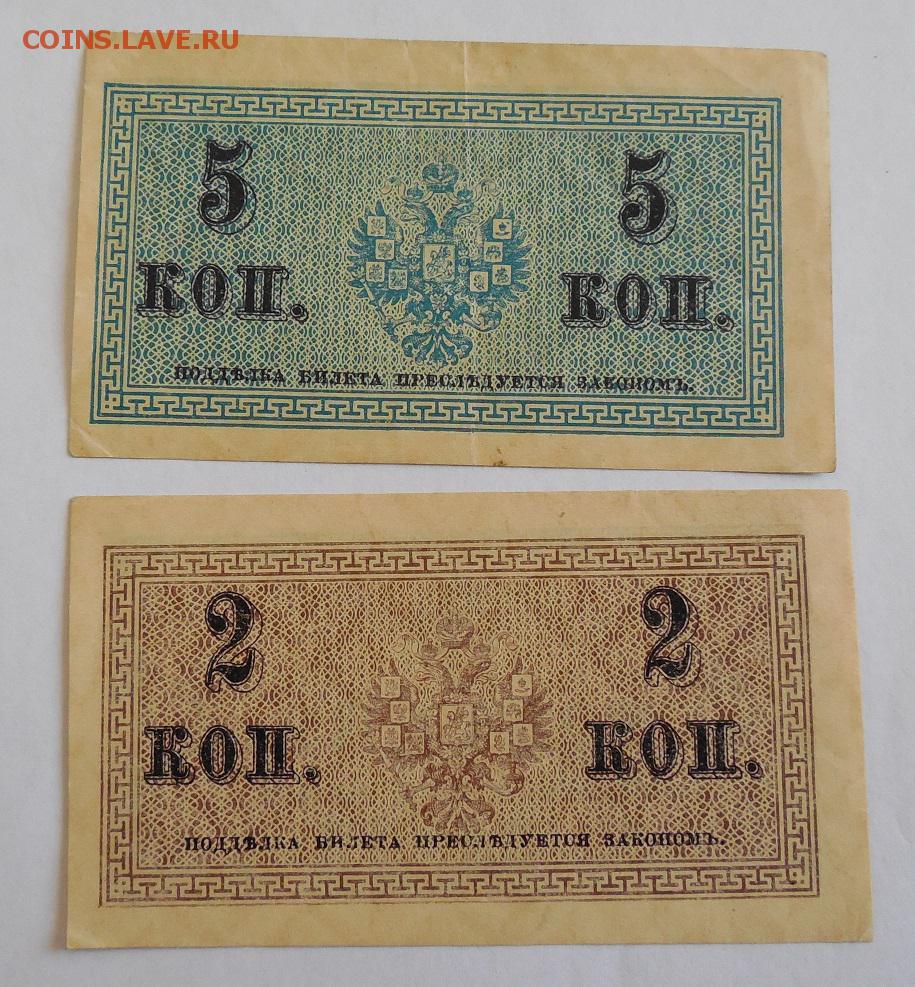 COINS.LAVE.RU
5 5
КОП. КОП.
ПОДДѢЛКА БИЛЕТА ПРЕСЛѢДУЕТСЯ ЗАКОНОМЪ.
2 2
КОП. КОП.
ПОДДѢЛКА БИЛЕТА ПРЕСЛѢДУЕТСЯ ЗАКОНОМЪ.